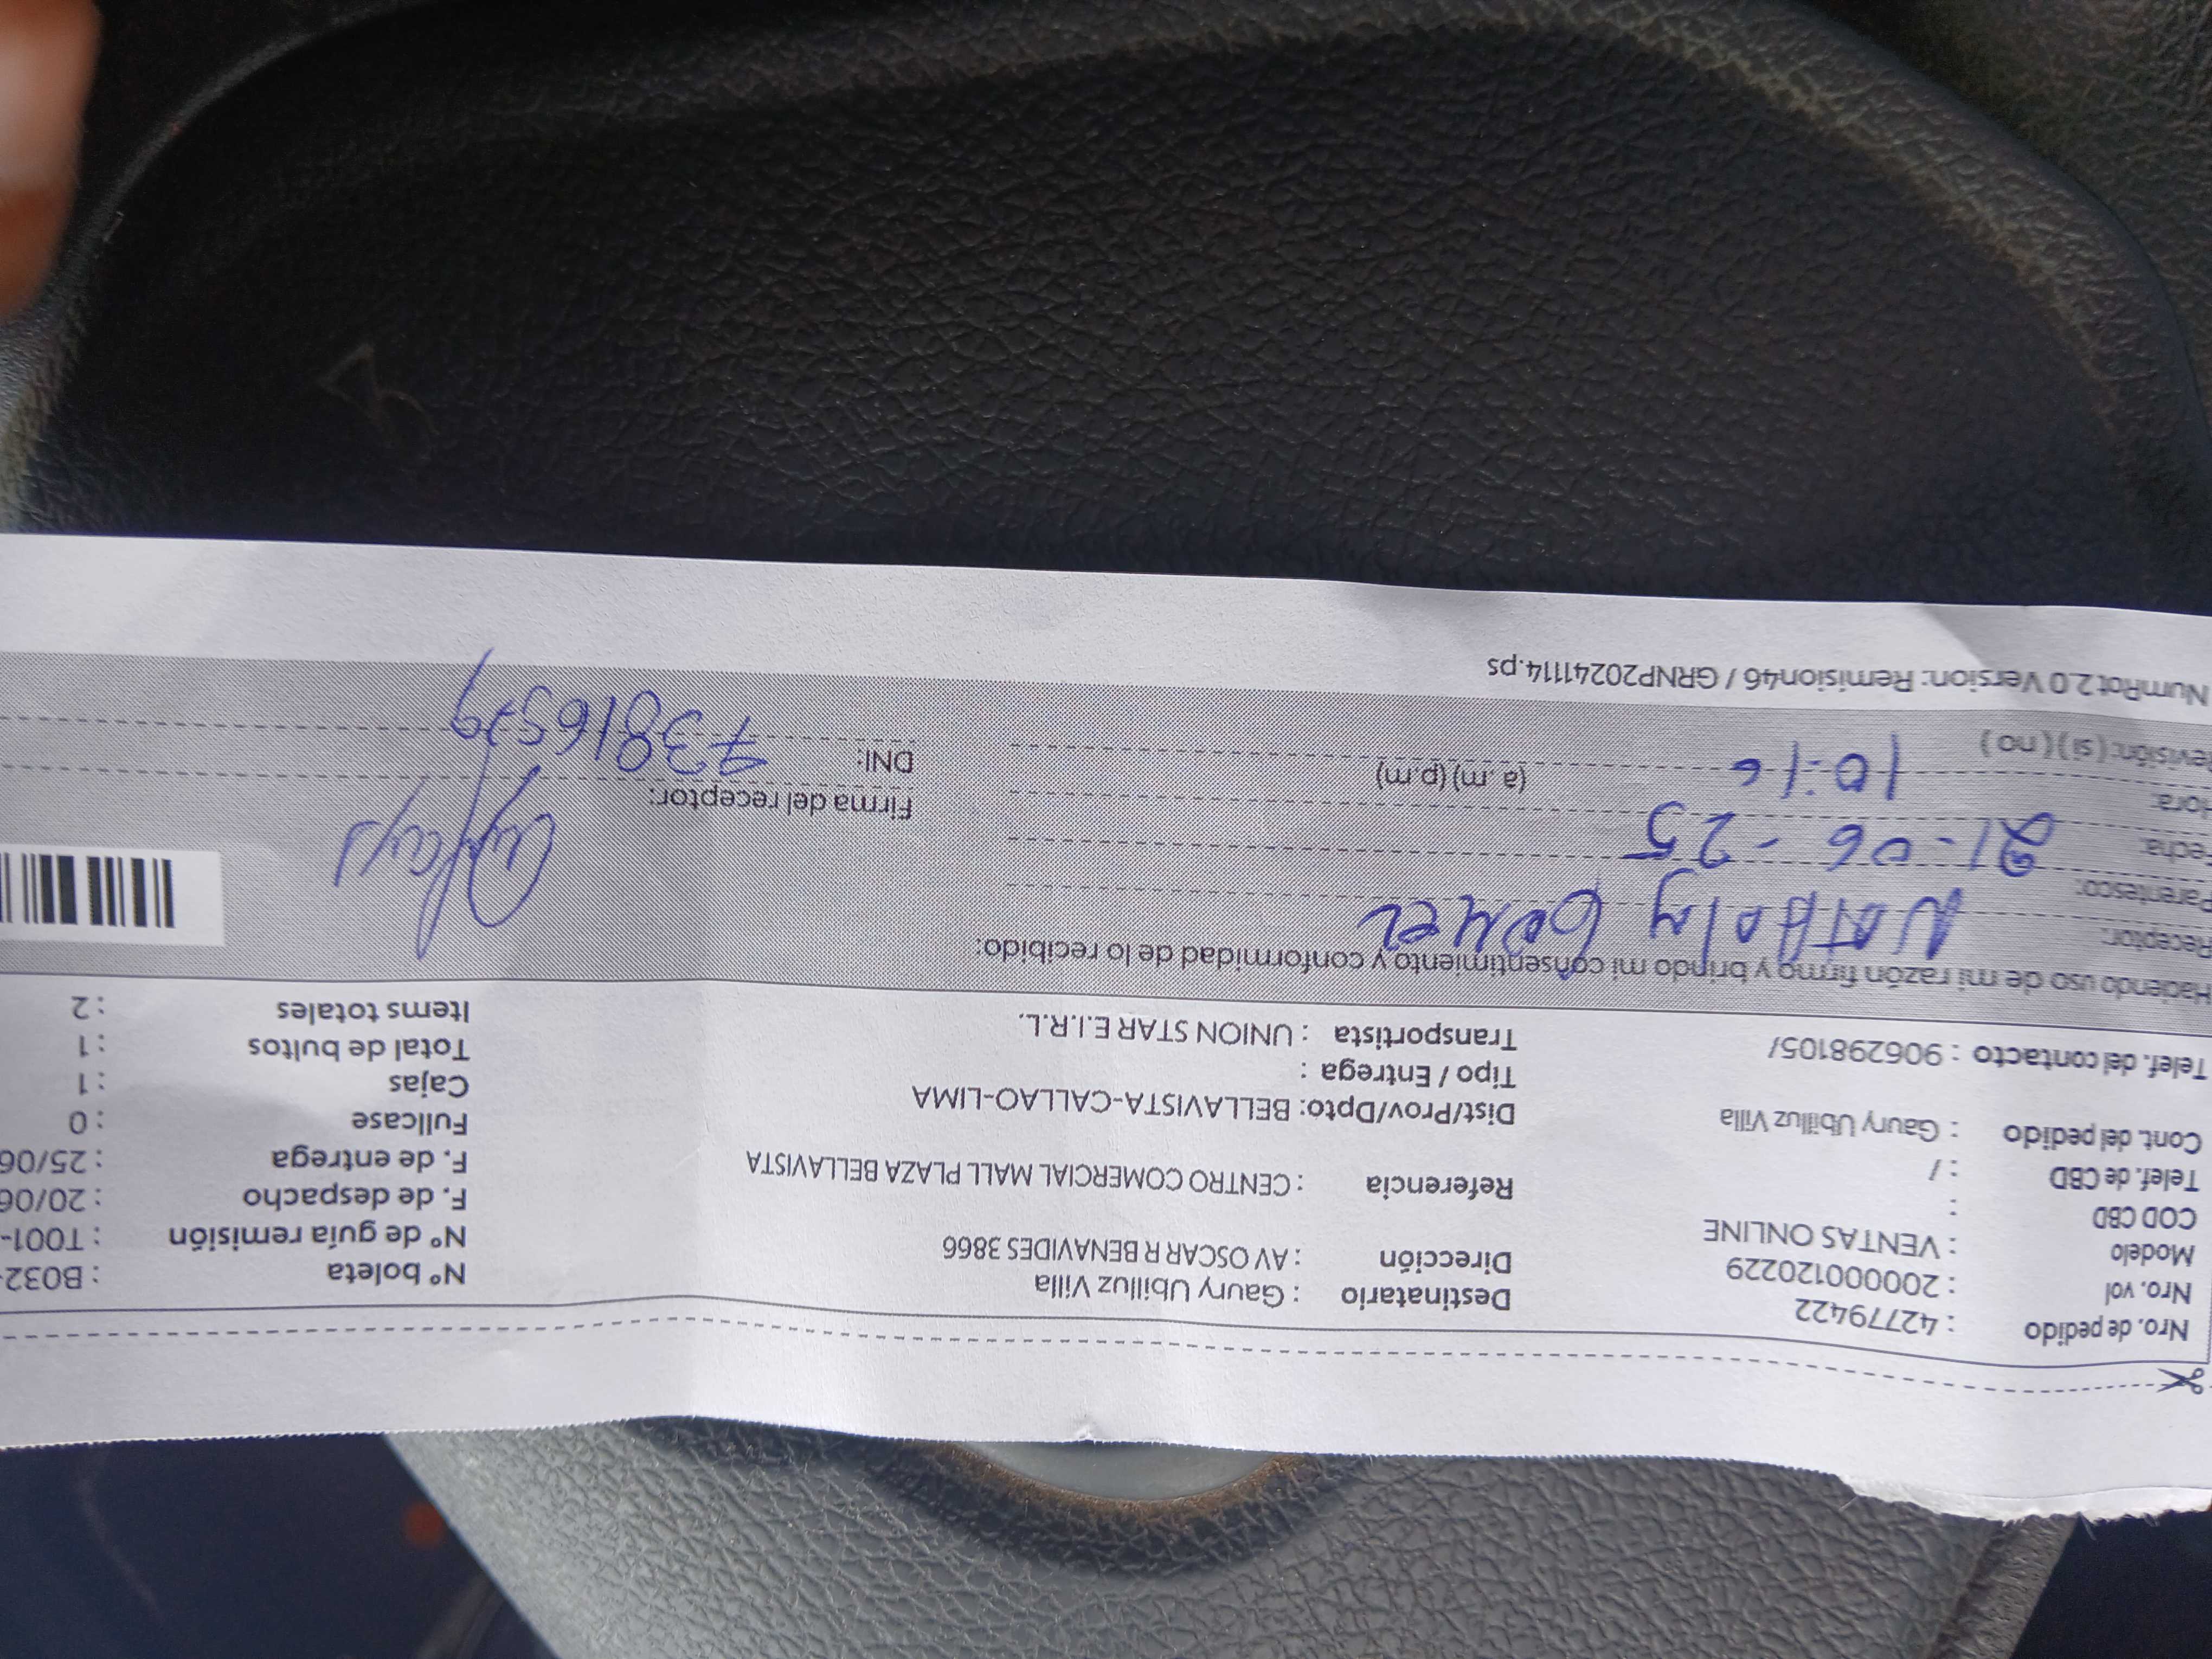 Nro. de pedido : 42779422
Nro. vol : 20000120229
Modelo : VENTAS ONLINE
COD CBD :
Telef. de CBD : /
Cont. del pedido : Gaury Ubilluz Villa
Telef. del contacto : 906298105/
Destinatario : Gaury Ubilluz Villa
Dirección : AV OSCAR R BENAVIDES 3866
Referencia : CENTRO COMERCIAL MALL PLAZA BELLAVISTA
Dist/Prov/Dpto: BELLAVISTA-CALLAO-LIMA
Tipo / Entrega :
Transportista : UNION STAR E.I.R.L.
N° boleta : B032-
N° de guía remisión : T001-
F. de despacho : 20/06
F. de entrega : 25/06
Fullcase : 0
Cajas : 1
Total de bultos : 1
Items totales : 2
Haciendo uso de mi razón firmo y brindo mi consentimiento y conformidad de lo recibido:
Receptor: Nathaly Gomez
Parentesco:
Fecha: 21-06-25
Hora: 10:16 (a.m) (p.m)
Revisión: ( si ) ( no )
Firma del receptor:
DNI: 73816579
NumRot 2.0 Version: Remision46 / GRNP20241114.ps